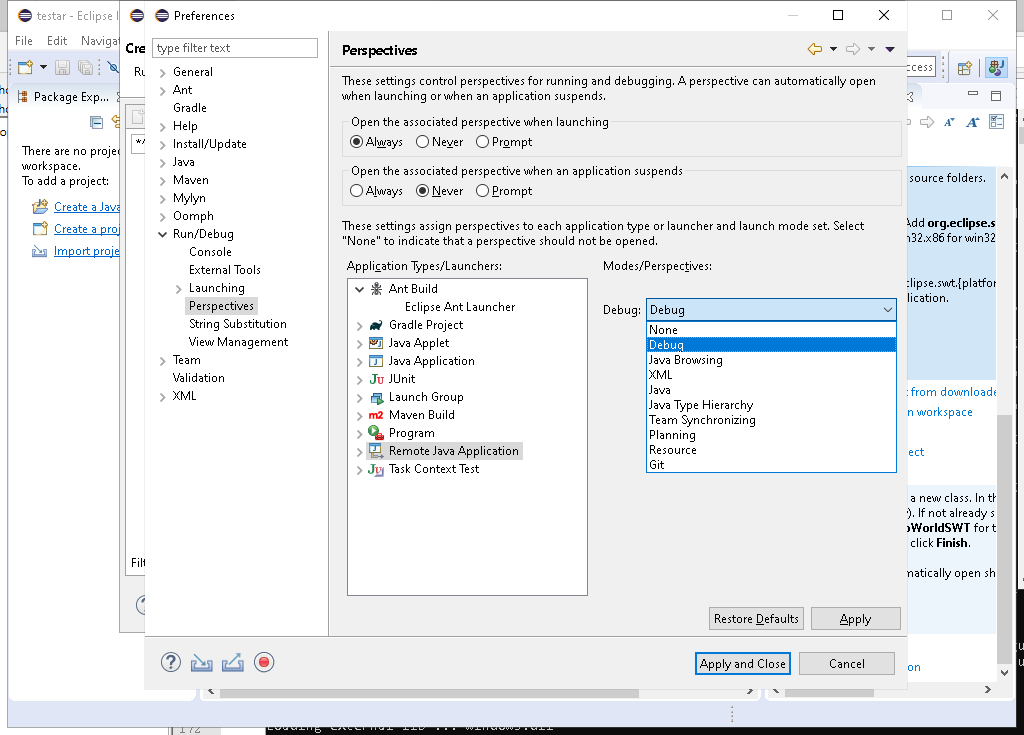 testar - Eclipse I
Preferences
File Edit Naviga
Cre
type filter text
Perspectives
Ru
Package Exp...
General
Ant
Gradle
Help
Install/Update
Java
Maven
Mylyn
Oomph
Run/Debug
Console
External Tools
Launching
Perspectives
String Substitution
View Management
Team
Validation
XML
These settings control perspectives for running and debugging. A perspective can automatically open
when launching or when an application suspends.
Open the associated perspective when launching
Always Never Prompt
Open the associated perspective when an application suspends
Always Never Prompt
These settings assign perspectives to each application type or launcher and launch mode set. Select
"None" to indicate that a perspective should not be opened.
Application Types/Launchers:
Modes/Perspectives:
Ant Build
Eclipse Ant Launcher
Gradle Project
Java Applet
Java Application
JUnit
Launch Group
Maven Build
Program
Remote Java Application
Task Context Test
Debug: Debug
None
Debug
Java Browsing
XML
Java
Java Type Hierarchy
Team Synchronizing
Planning
Resource
Git
Restore Defaults Apply
Apply and Close Cancel
There are no projec
workspace.
To add a project:
Create a Java
Create a proj
Import proje
*/
Filt
cess
source folders.
Add org.eclipse.s
n32.x86 for win32
clipse.swt.{platfor
lication.
from downloade
n workspace
ect
a new class. In th
). If not already s
oWorldSWT for t
click Finish.
matically open sh
on
172
Loading external lib ... windows.dll